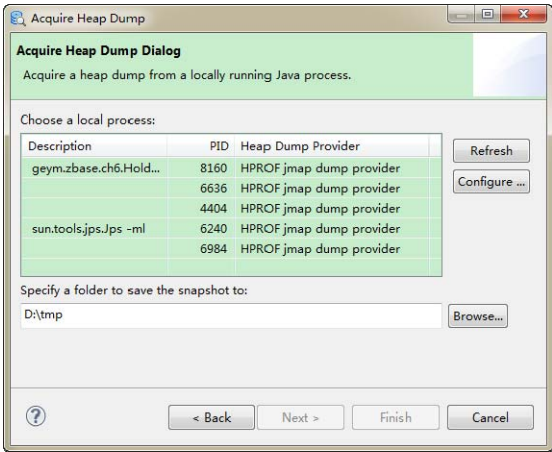 Acquire Heap Dump
Acquire Heap Dump Dialog
Acquire a heap dump from a locally running Java process.
Choose a local process:
Description PID Heap Dump Provider
geym.zbase.ch6.Hold... 8160 HPROF jmap dump provider
6636 HPROF jmap dump provider
4404 HPROF jmap dump provider
sun.tools.jps.Jps -ml 6240 HPROF jmap dump provider
6984 HPROF jmap dump provider
Refresh
Configure ...
Specify a folder to save the snapshot to:
D:\tmp
Browse...
?
< Back Next > Finish Cancel